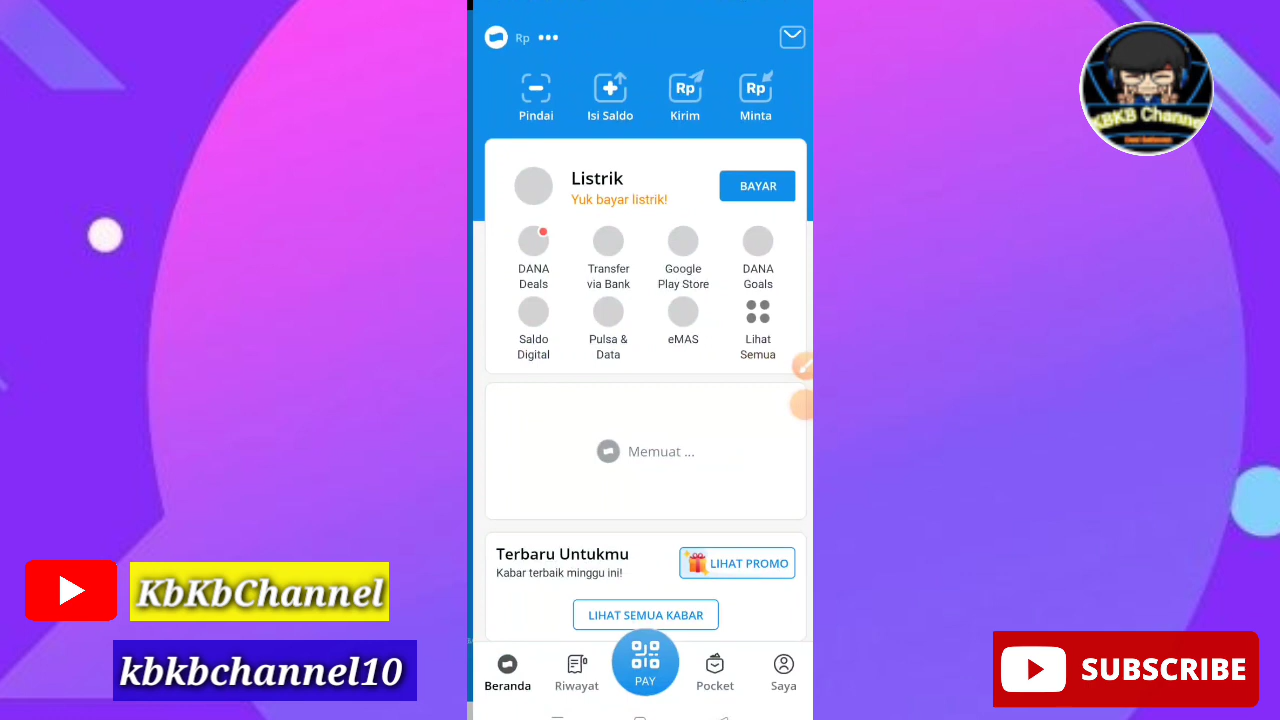 Rp •••
Pindai
Isi Saldo
Rp
Kirim
Rp
Minta
Listrik
Yuk bayar listrik!
BAYAR
DANA
Deals
Transfer
via Bank
Google
Play Store
DANA
Goals
Saldo
Digital
Pulsa &
Data
eMAS
Lihat
Semua
Memuat ...
Terbaru Untukmu
Kabar terbaik minggu ini!
LIHAT PROMO
LIHAT SEMUA KABAR
Beranda
Riwayat
PAY
Pocket
Saya
KbKbChannel
kbkbchannel10
KBKB Channe
SUBSCRIBE